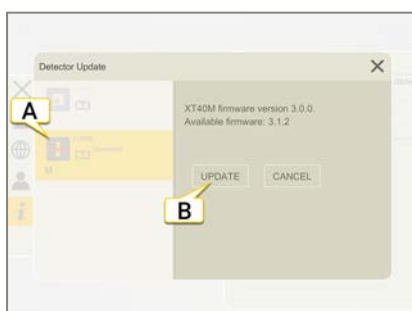 Detector Update
A
XT40M firmware version 3.0.0.
Available firmware: 3.1.2
M
UPDATE
CANCEL
B